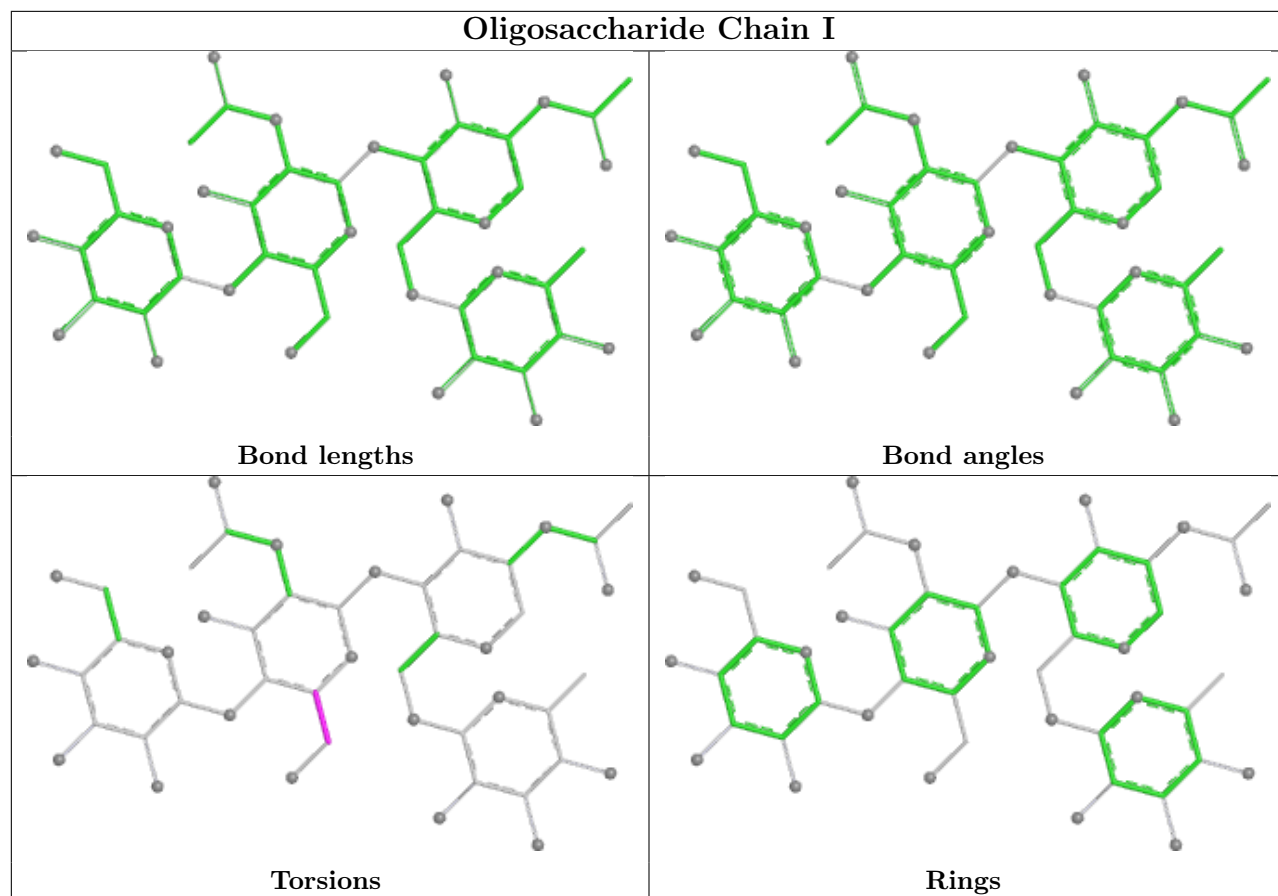 Oligosaccharide Chain I
Bond lengths
Bond angles
Torsions
Rings